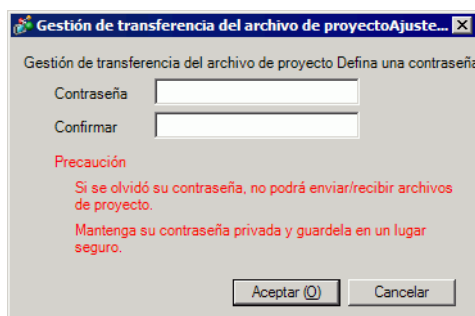 Gestión de transferencia del archivo de proyectoAjuste...
Gestión de transferencia del archivo de proyecto Defina una contraseña
Contraseña
Confirmar
Precaución
Si se olvidó su contraseña, no podrá enviar/recibir archivos
de proyecto.
Mantenga su contraseña privada y guardela en un lugar
seguro.
Aceptar (O) Cancelar